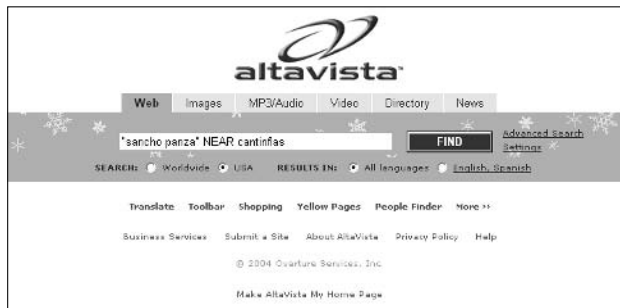 altavista™
Web Images MP3/Audio Video Directory News
"sancho panza" NEAR cantinflas FIND Advanced Search
Settings
SEARCH: Worldwide USA RESULTS IN: All languages English, Spanish
Translate Toolbar Shopping Yellow Pages People Finder More »
Business Services Submit a Site About AltaVista Privacy Policy Help
© 2004 Overture Services, Inc.
Make AltaVista My Home Page